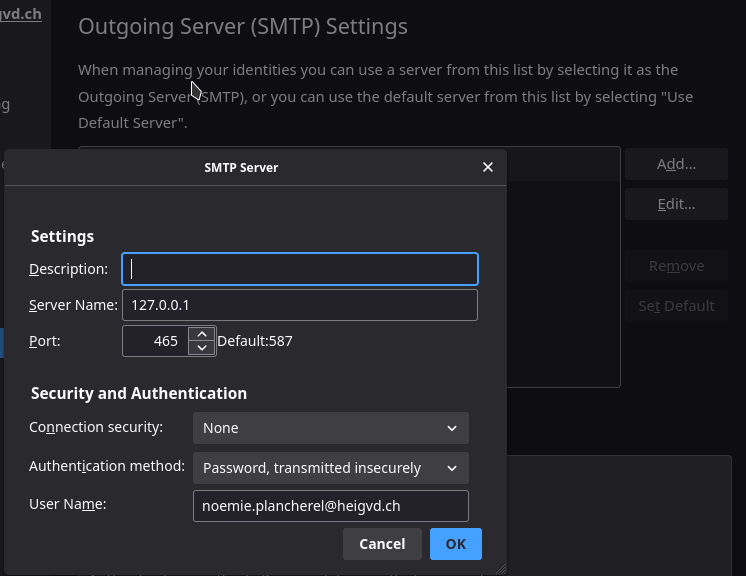 gvd.ch
Outgoing Server (SMTP) Settings
When managing your identities you can use a server from this list by selecting it as the
Outgoing Server (SMTP), or you can use the default server from this list by selecting "Use
Default Server".
Add...
Edit...
Remove
Set Default
SMTP Server
Settings
Description:
Server Name: 127.0.0.1
Port: 465 Default:587
Security and Authentication
Connection security: None
Authentication method: Password, transmitted insecurely
User Name: noemie.plancherel@heigvd.ch
Cancel OK